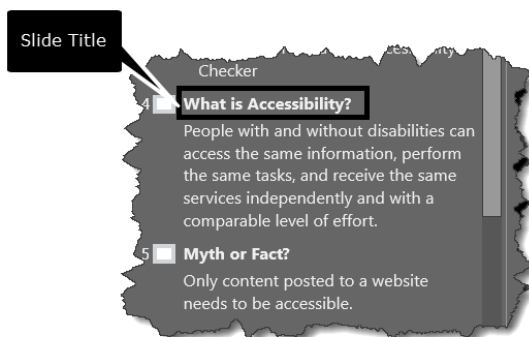 Slide Title
Checker
4 What is Accessibility?
People with and without disabilities can
access the same information, perform
the same tasks, and receive the same
services independently and with a
comparable level of effort.
5 Myth or Fact?
Only content posted to a website
needs to be accessible.